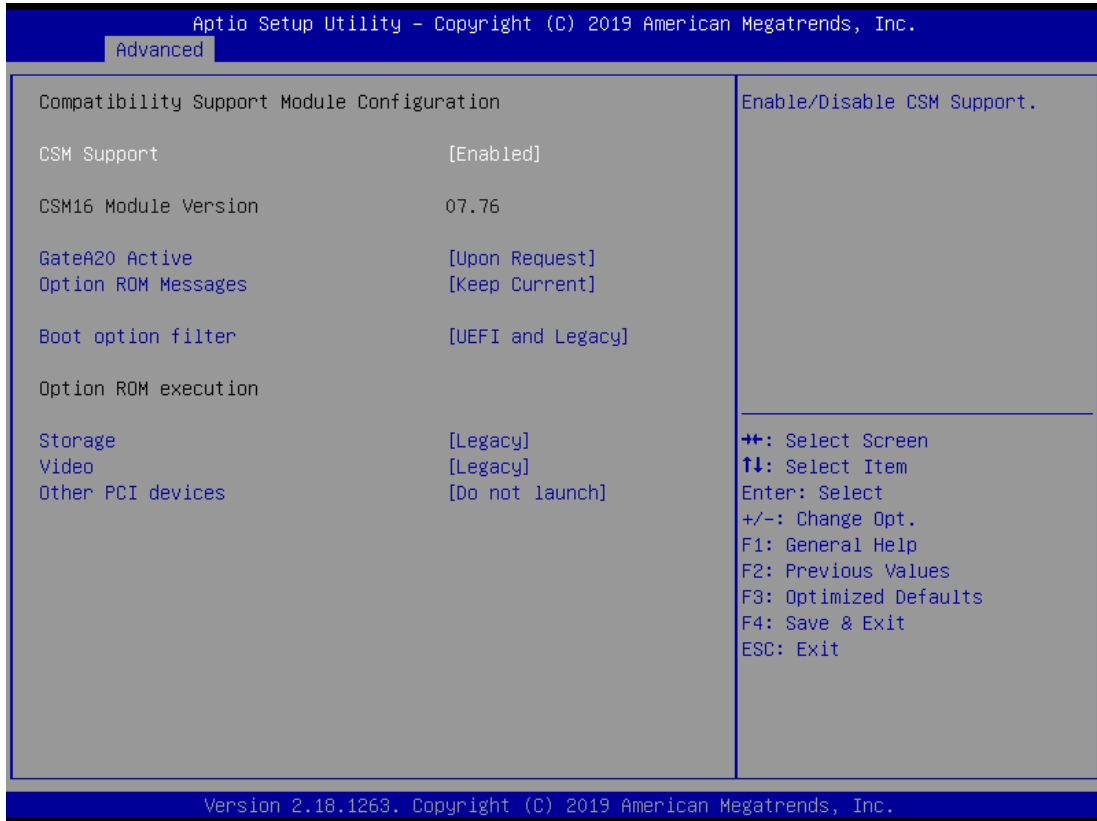 Aptio Setup Utility – Copyright (C) 2019 American Megatrends, Inc.
Advanced
Compatibility Support Module Configuration
CSM Support [Enabled]
CSM16 Module Version 07.76
GateA20 Active [Upon Request]
Option ROM Messages [Keep Current]
Boot option filter [UEFI and Legacy]
Option ROM execution
Storage [Legacy]
Video [Legacy]
Other PCI devices [Do not launch]
Enable/Disable CSM Support.
→←: Select Screen
↑↓: Select Item
Enter: Select
+/-: Change Opt.
F1: General Help
F2: Previous Values
F3: Optimized Defaults
F4: Save & Exit
ESC: Exit
Version 2.18.1263. Copyright (C) 2019 American Megatrends, Inc.